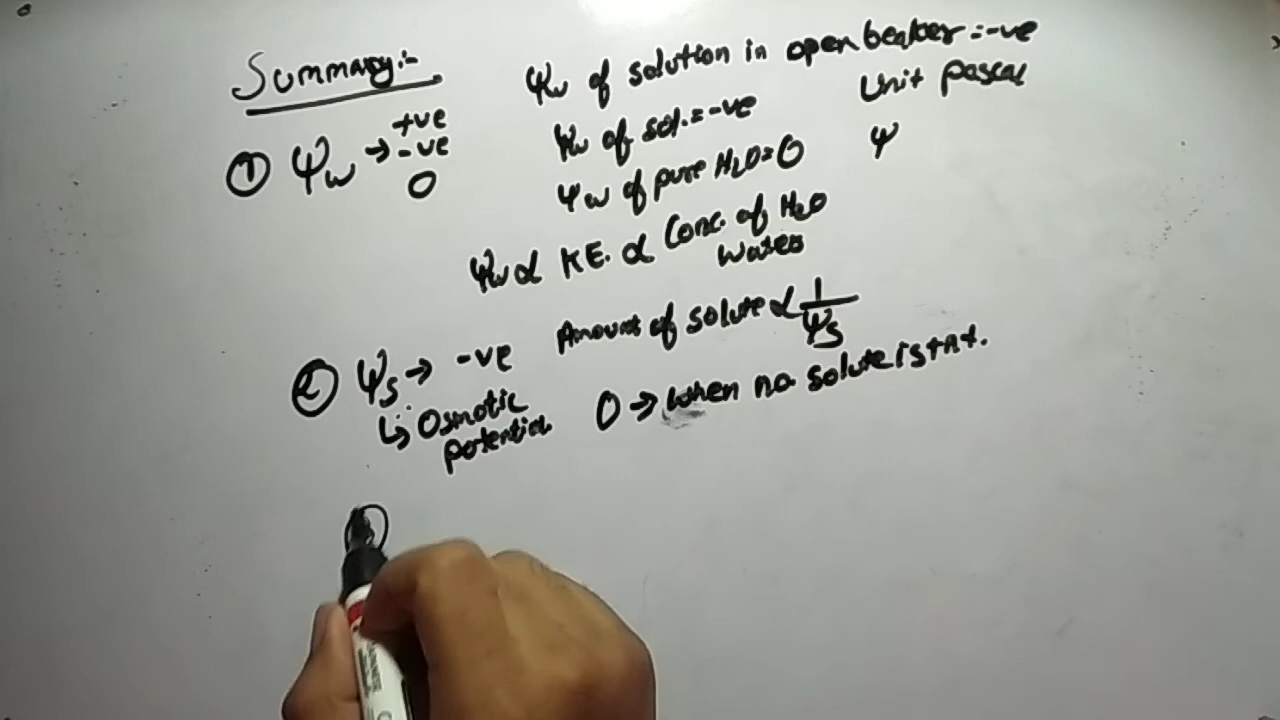 Summary:-
① Ψw → +ve
-ve
0
Ψw of solution in open beaker :- -ve
Unit pascal
Ψw of sol. = -ve
Ψ
Ψw of pure H2O = 0
Ψw ∝ K.E. ∝ Conc. of H2O
water
② Ψs → -ve
↳ Osmotic
potential
Amount of solute ∝ 1/Ψs
0 → when no solute is tnt.